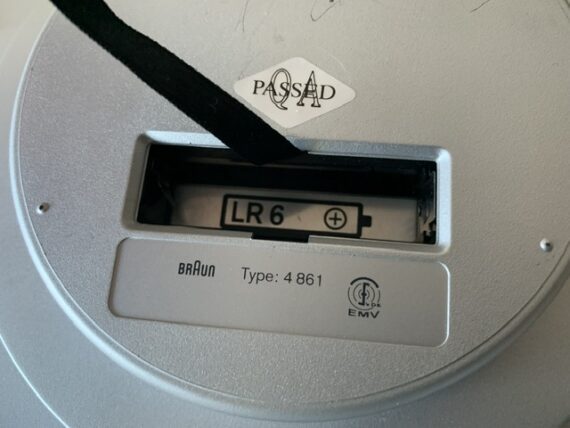 PASSED
QA
LR6
BRAUN Type: 4 861
EMV